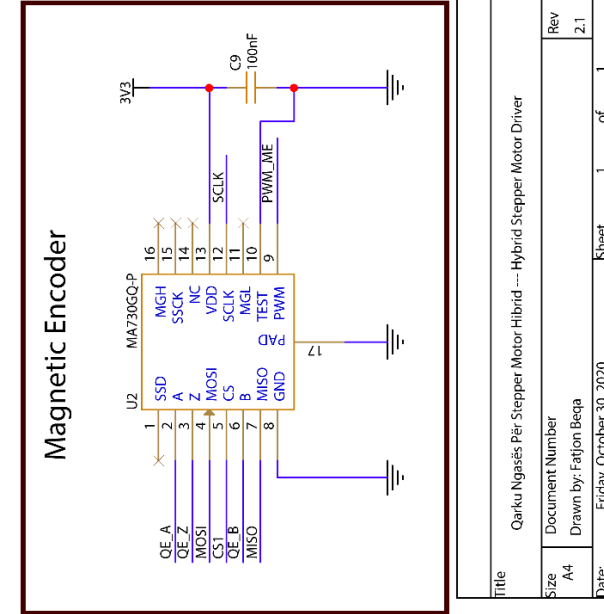 Magnetic Encoder
3V3
C9
100nF
SCLK
PWM_ME
U2
MA730GQ-P
16
15
14
13
12
11
10
9
MGH
SSCK
NC
VDD
SCLK
MGL
TEST
PWM
PAD
17
SSD
A
Z
MOSI
CS
B
MISO
GND
1
2
3
4
5
6
7
8
QE_A
QE_Z
MOSI
CS1
QE_B
MISO
Title
Qarku Ngasës Për Stepper Motor Hibrid --- Hybrid Stepper Motor Driver
Size
A4
Document Number
Drawn by: Fatjon Beqa
Rev
2.1
Date:
Friday, October 30, 2020
Sheet
1
of
1